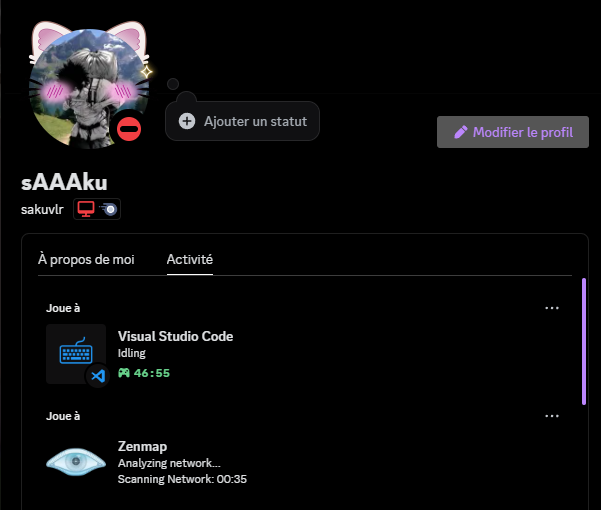 Ajouter un statut
Modifier le profil
sAAAku
sakuvlr
À propos de moi
Activité
Joue à
Visual Studio Code
Idling
46:55
Joue à
Zenmap
Analyzing network...
Scanning Network: 00:35